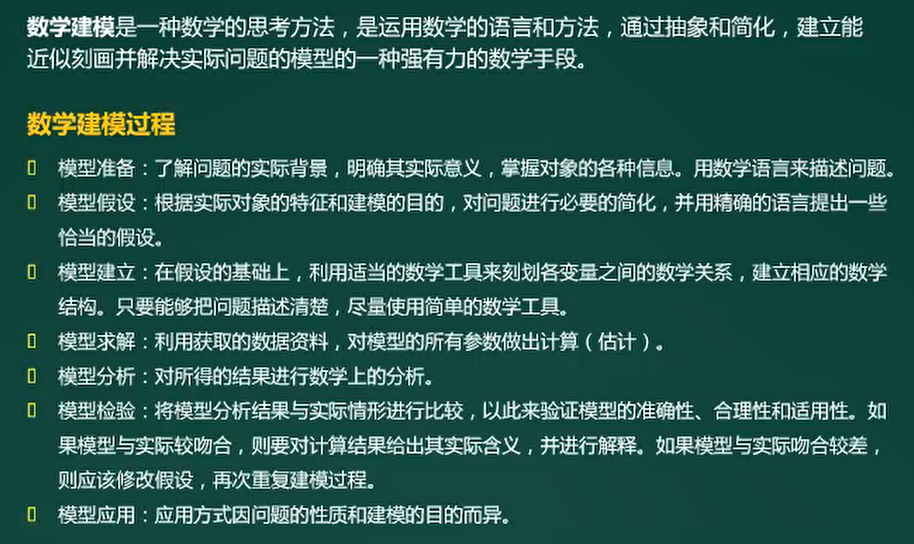 数学建模是一种数学的思考方法，是运用数学的语言和方法，通过抽象和简化，建立能
近似刻画并解决实际问题的模型的一种强有力的数学手段。
数学建模过程
模型准备：了解问题的实际背景，明确其实际意义，掌握对象的各种信息。用数学语言来描述问题。
模型假设：根据实际对象的特征和建模的目的，对问题进行必要的简化，并用精确的语言提出一些
恰当的假设。
模型建立：在假设的基础上，利用适当的数学工具来刻划各变量之间的数学关系，建立相应的数学
结构。只要能够把问题描述清楚，尽量使用简单的数学工具。
模型求解：利用获取的数据资料，对模型的所有参数做出计算（估计）。
模型分析：对所得的结果进行数学上的分析。
模型检验：将模型分析结果与实际情形进行比较，以此来验证模型的准确性、合理性和适用性。如
果模型与实际较吻合，则要对计算结果给出其实际含义，并进行解释。如果模型与实际吻合较差，
则应该修改假设，再次重复建模过程。
模型应用：应用方式因问题的性质和建模的目的而异。